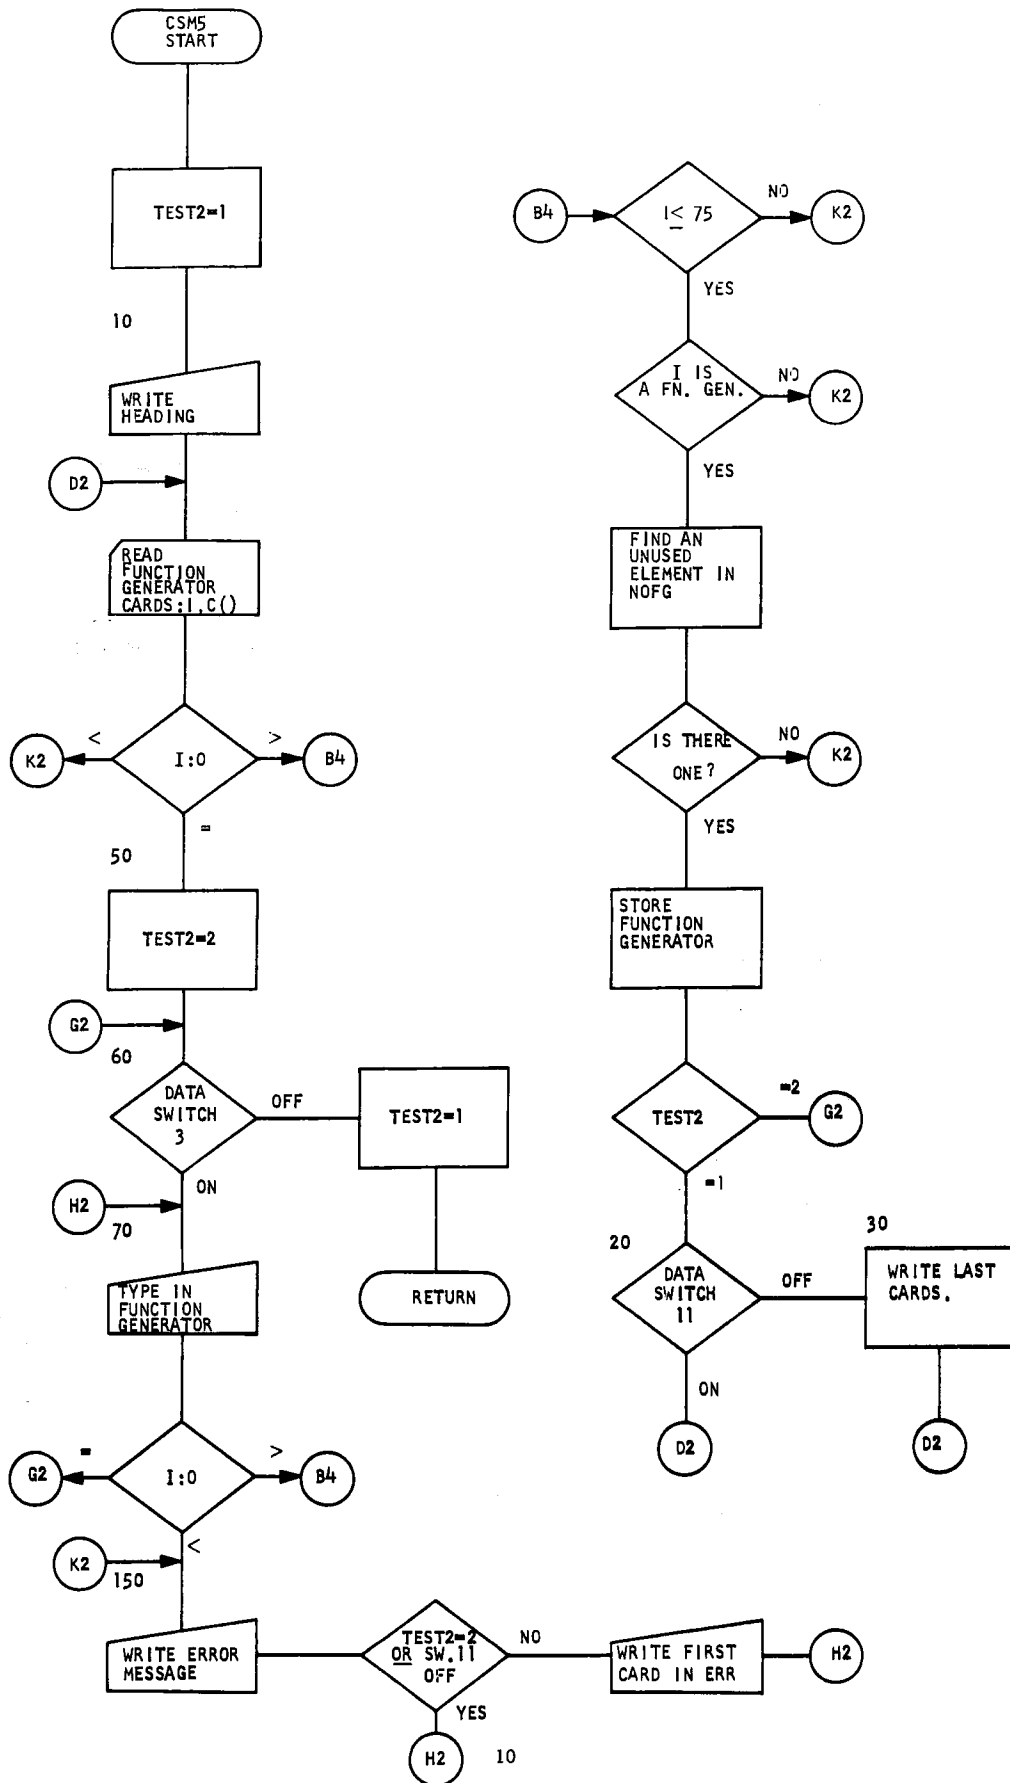 CSM5
START
TEST2=1
10
WRITE
HEADING
D2
READ
FUNCTION
GENERATOR
CARDS:I,C()
K2
<
I:0
>
B4
=
50
TEST2=2
G2
60
DATA
SWITCH
3
OFF
TEST2=1
ON
H2
70
RETURN
TYPE IN
FUNCTION
GENERATOR
G2
=
I:0
>
B4
<
K2
150
WRITE ERROR
MESSAGE
TEST2=2
OR SW.11
OFF
NO
WRITE FIRST
CARD IN ERR
H2
YES
H2
10
B4
I≤ 75
NO
K2
YES
I IS
A FN. GEN.
NO
K2
YES
FIND AN
UNUSED
ELEMENT IN
NOFG
IS THERE
ONE?
NO
K2
YES
STORE
FUNCTION
GENERATOR
TEST2
=2
G2
=1
20
DATA
SWITCH
11
OFF
30
WRITE LAST
CARDS.
ON
D2
D2